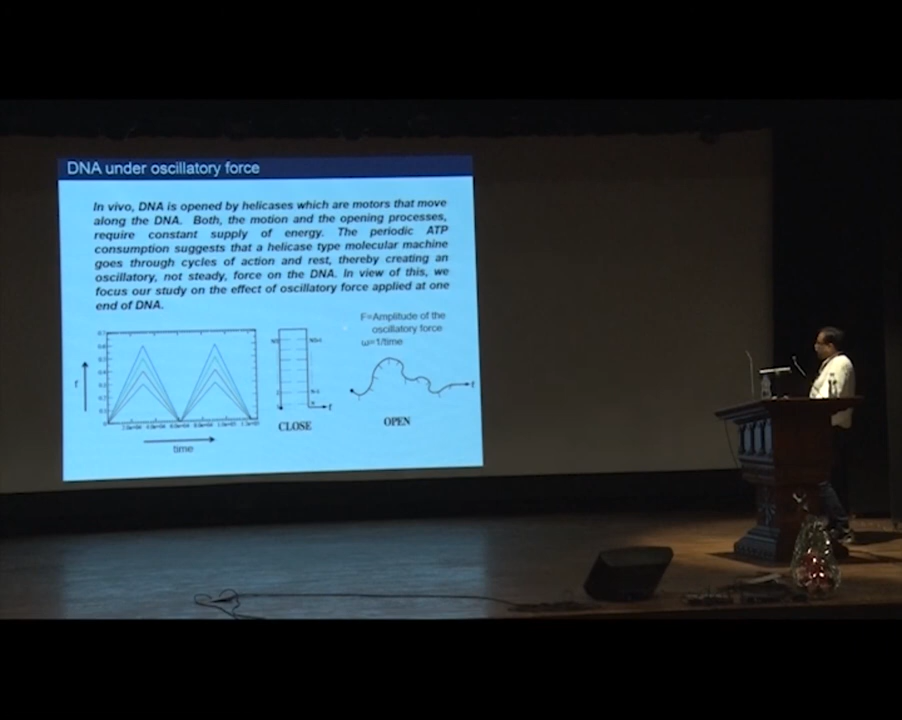 DNA under oscillatory force
In vivo, DNA is opened by helicases which are motors that move
along the DNA. Both, the motion and the opening processes,
require constant supply of energy. The periodic ATP
consumption suggests that a helicase type molecular machine
goes through cycles of action and rest, thereby creating an
oscillatory, not steady, force on the DNA. In view of this, we
focus our study on the effect of oscillatory force applied at one
end of DNA.
F=Amplitude of the
oscillatory force
ω=1/time
f
f
f
CLOSE
OPEN
time